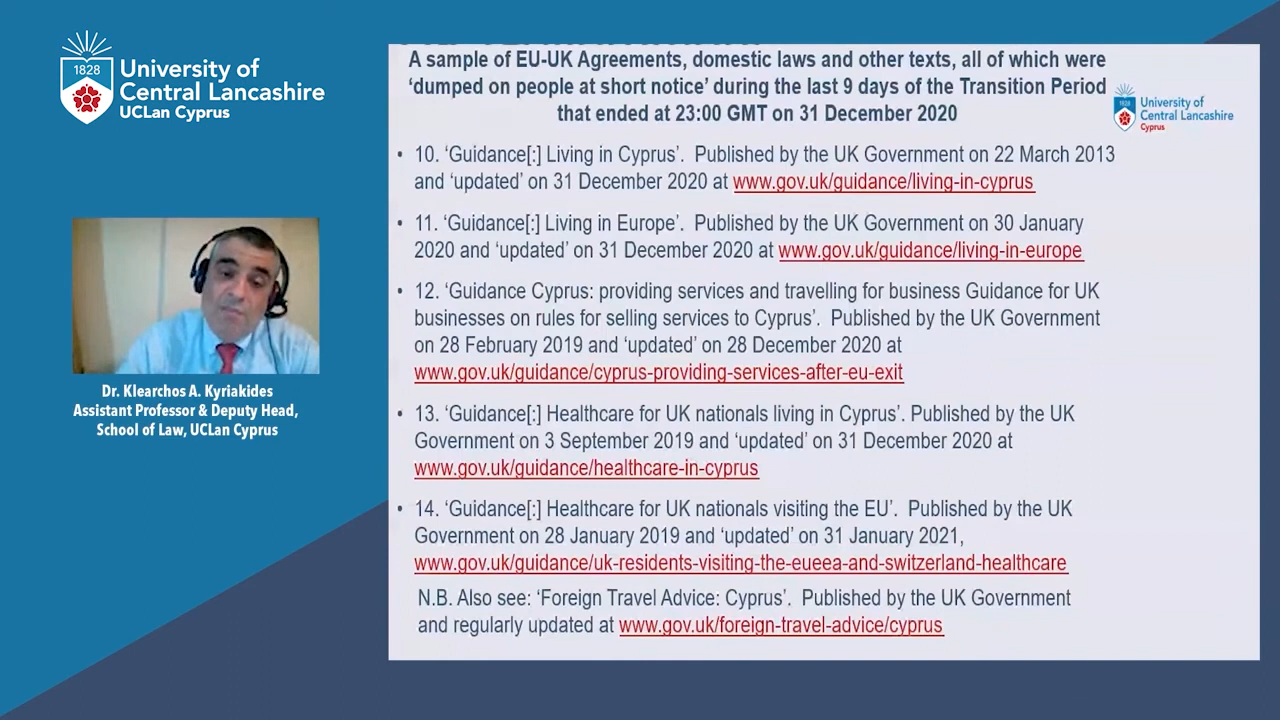 1828
University of
Central Lancashire
UCLan Cyprus
Dr. Klearchos A. Kyriakides
Assistant Professor & Deputy Head,
School of Law, UCLan Cyprus
A sample of EU-UK Agreements, domestic laws and other texts, all of which were
‘dumped on people at short notice’ during the last 9 days of the Transition Period
that ended at 23:00 GMT on 31 December 2020
1828
University of
Central Lancashire
Cyprus
• 10. ‘Guidance[:] Living in Cyprus’. Published by the UK Government on 22 March 2013
and ‘updated’ on 31 December 2020 at www.gov.uk/guidance/living-in-cyprus
• 11. ‘Guidance[:] Living in Europe’. Published by the UK Government on 30 January
2020 and ‘updated’ on 31 December 2020 at www.gov.uk/guidance/living-in-europe
• 12. ‘Guidance Cyprus: providing services and travelling for business Guidance for UK
businesses on rules for selling services to Cyprus’. Published by the UK Government
on 28 February 2019 and ‘updated’ on 28 December 2020 at
www.gov.uk/guidance/cyprus-providing-services-after-eu-exit
• 13. ‘Guidance[:] Healthcare for UK nationals living in Cyprus’. Published by the UK
Government on 3 September 2019 and ‘updated’ on 31 December 2020 at
www.gov.uk/guidance/healthcare-in-cyprus
• 14. ‘Guidance[:] Healthcare for UK nationals visiting the EU’. Published by the UK
Government on 28 January 2019 and ‘updated’ on 31 January 2021,
www.gov.uk/guidance/uk-residents-visiting-the-eueea-and-switzerland-healthcare
N.B. Also see: ‘Foreign Travel Advice: Cyprus’. Published by the UK Government
and regularly updated at www.gov.uk/foreign-travel-advice/cyprus